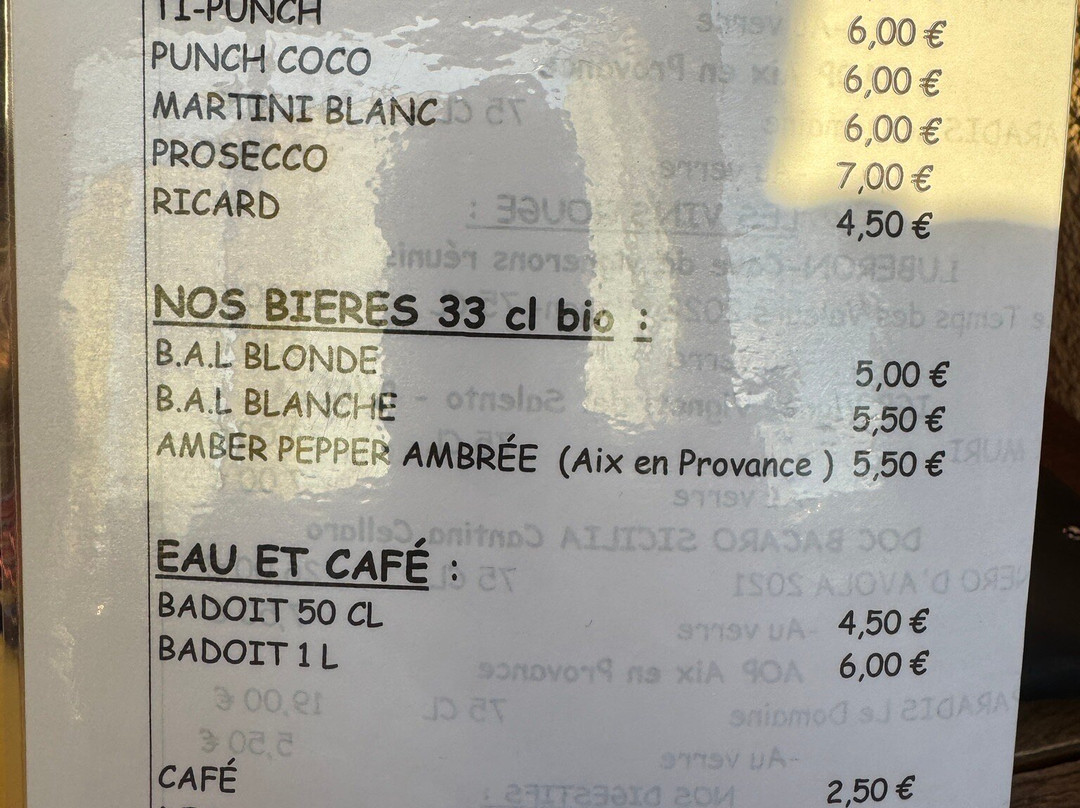 TI-PUNCH 6,00 €
PUNCH COCO 6,00 €
MARTINI BLANC 6,00 €
PROSECCO 7,00 €
RICARD 4,50 €
NOS BIERES 33 cl bio :
B.A.L BLONDE 5,00 €
B.A.L BLANCHE 5,50 €
AMBER PEPPER AMBRÉE (Aix en Provance ) 5,50 €
EAU ET CAFÉ :
BADOIT 50 CL 4,50 €
BADOIT 1 L 6,00 €
CAFÉ 2,50 €